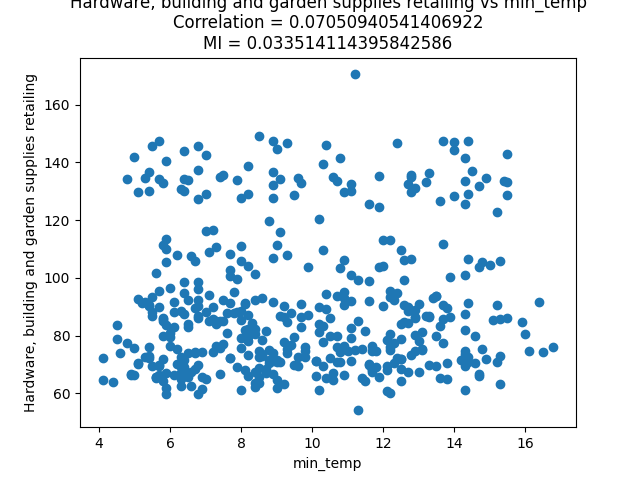 Hardware, building and garden supplies retailing vs min_temp
Correlation = 0.07050940541406922
MI = 0.033514114395842586
Hardware, building and garden supplies retailing
160
140
120
100
80
60
4 6 8 10 12 14 16
min_temp